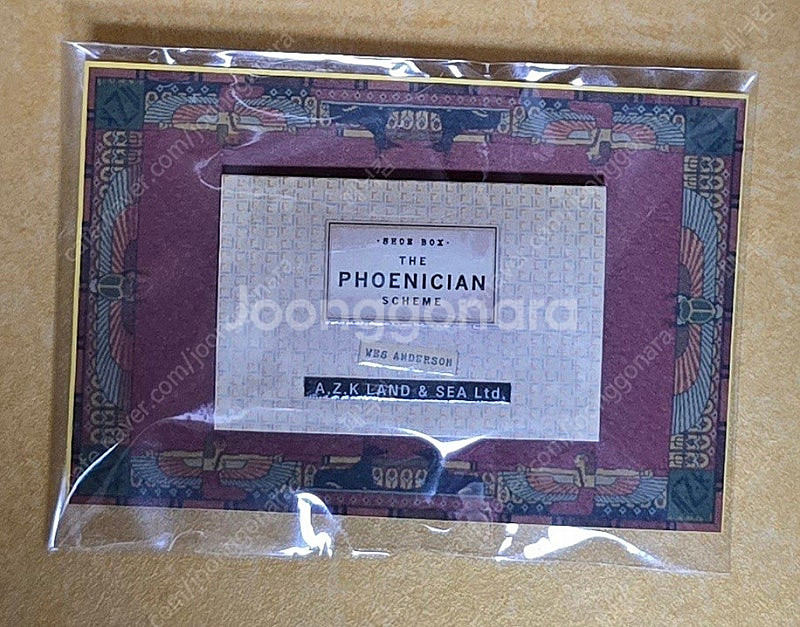 ·SHOE BOX·
THE
PHOENICIAN
SCHEME
Joonggonara
WES ANDERSON
A.Z.K LAND & SEA Ltd.